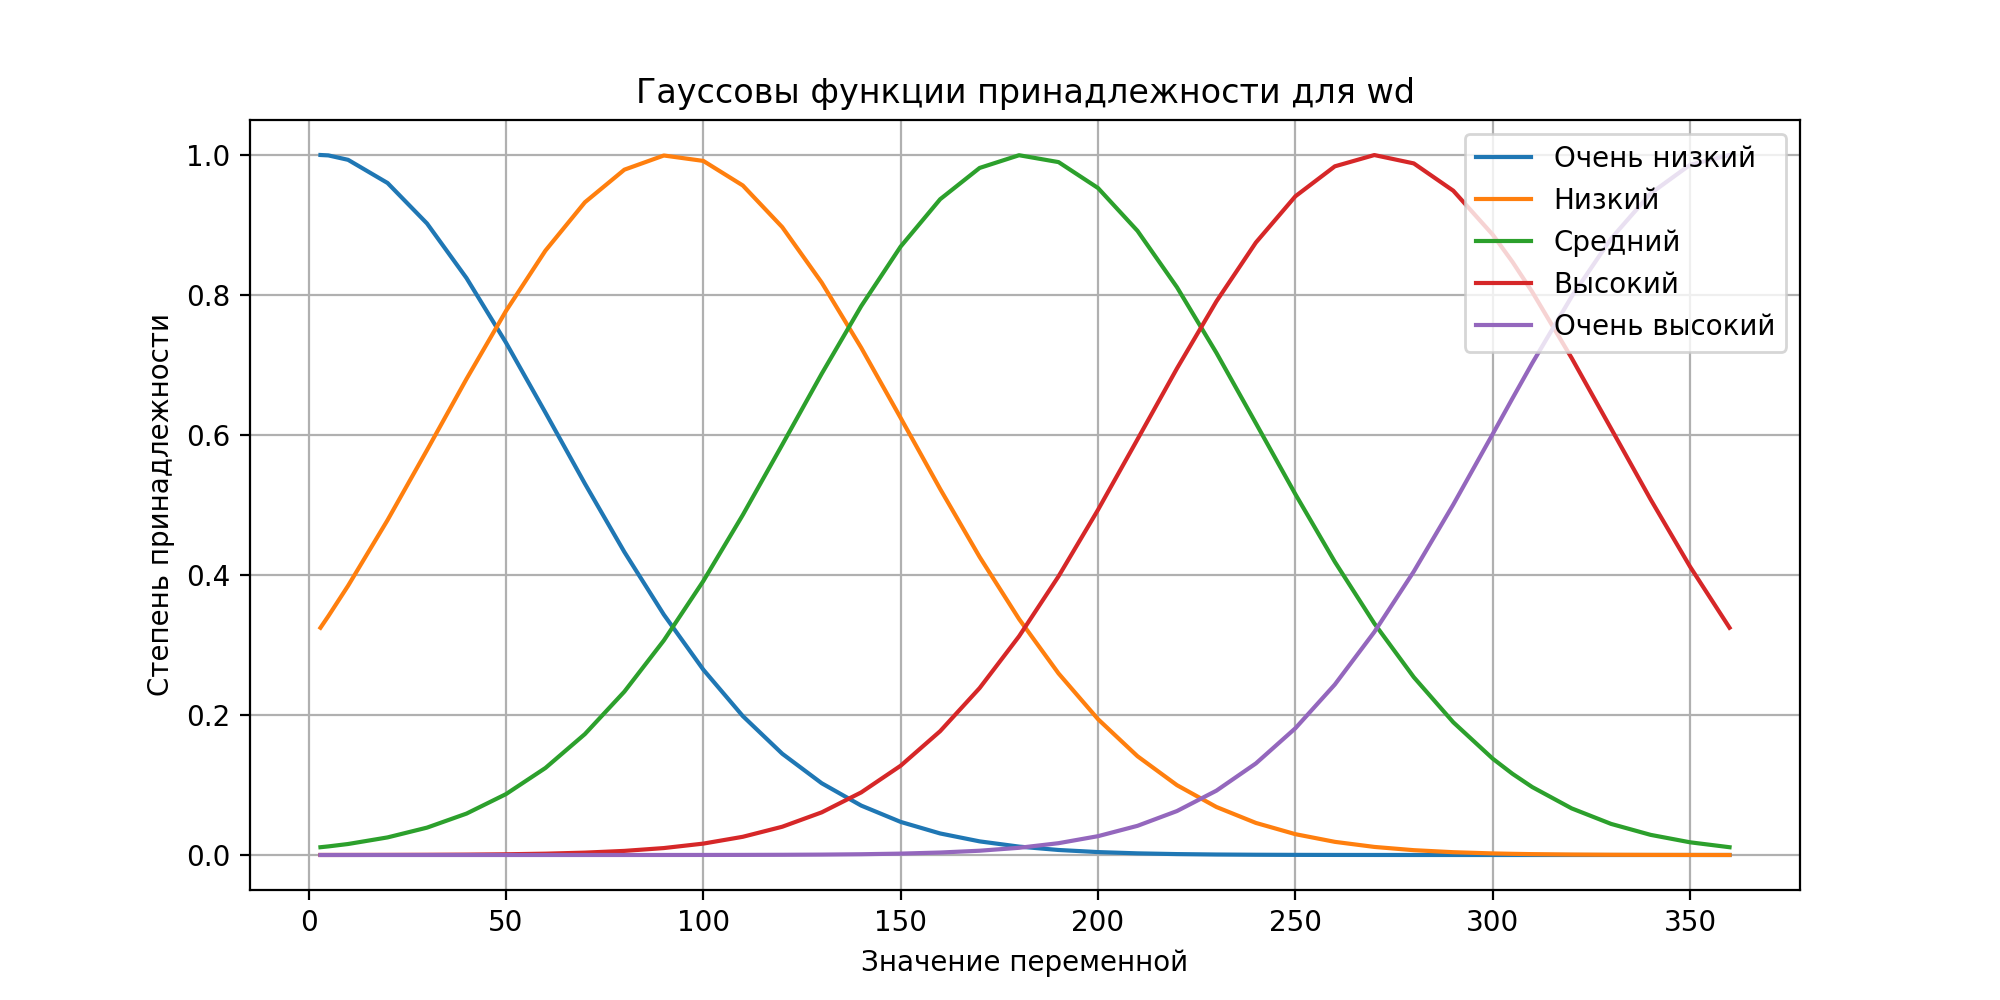 Гауссовы функции принадлежности для wd
Степень принадлежности
1.0
0.8
0.6
0.4
0.2
0.0
Очень низкий
Низкий
Средний
Высокий
Очень высокий
0 50 100 150 200 250 300 350
Значение переменной